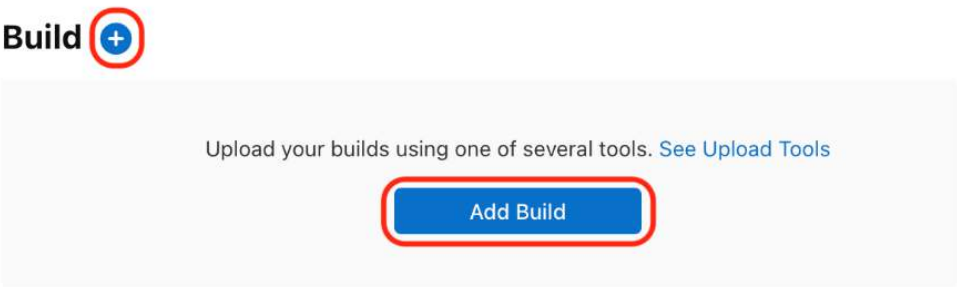 Build +
Upload your builds using one of several tools. See Upload Tools
Add Build